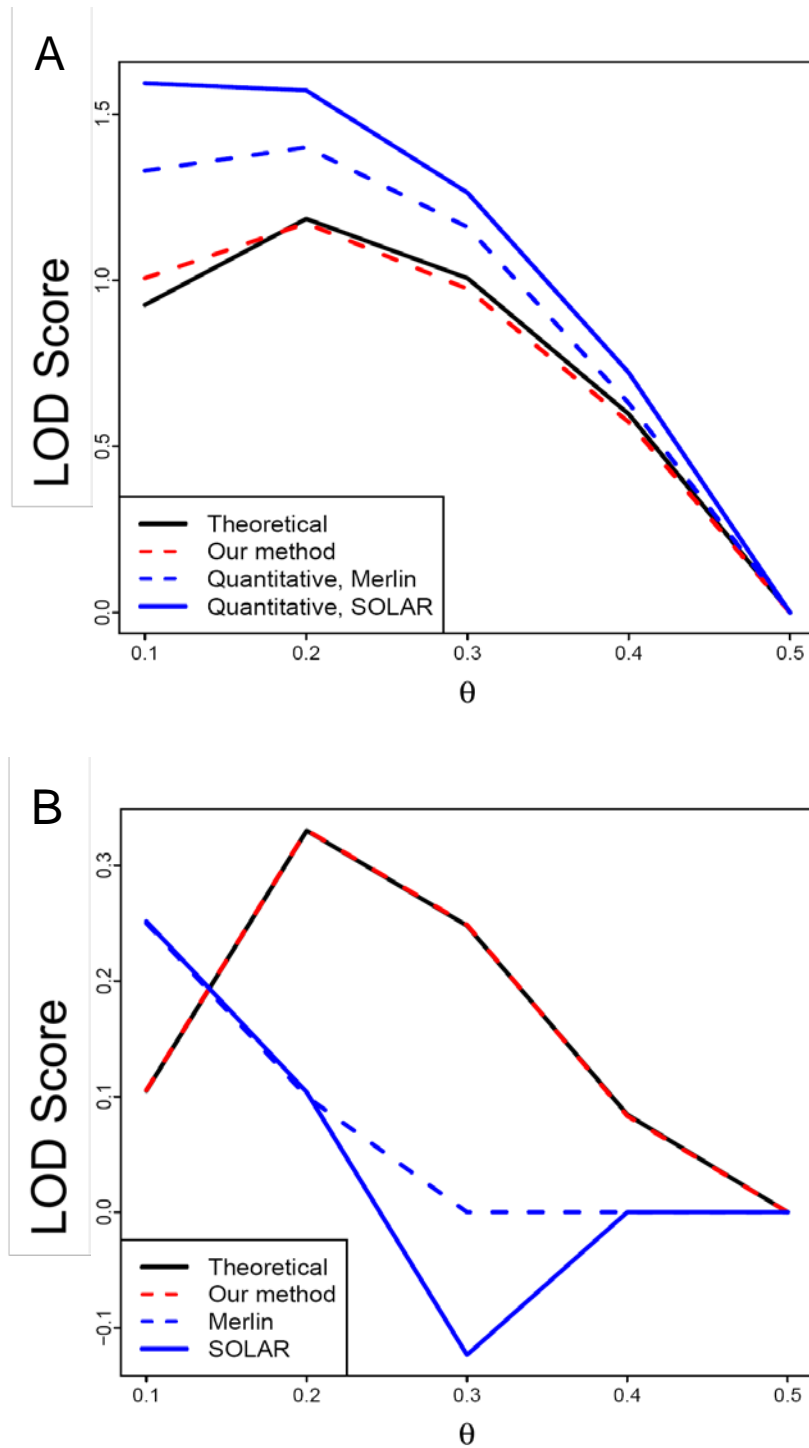 A
LOD Score
1.5
1.0
0.5
0.0
Theoretical
Our method
Quantitative, Merlin
Quantitative, SOLAR
0.1 0.2 0.3 0.4 0.5
θ
B
LOD Score
0.3
0.2
0.1
0.0
−0.1
Theoretical
Our method
Merlin
SOLAR
0.1 0.2 0.3 0.4 0.5
θ